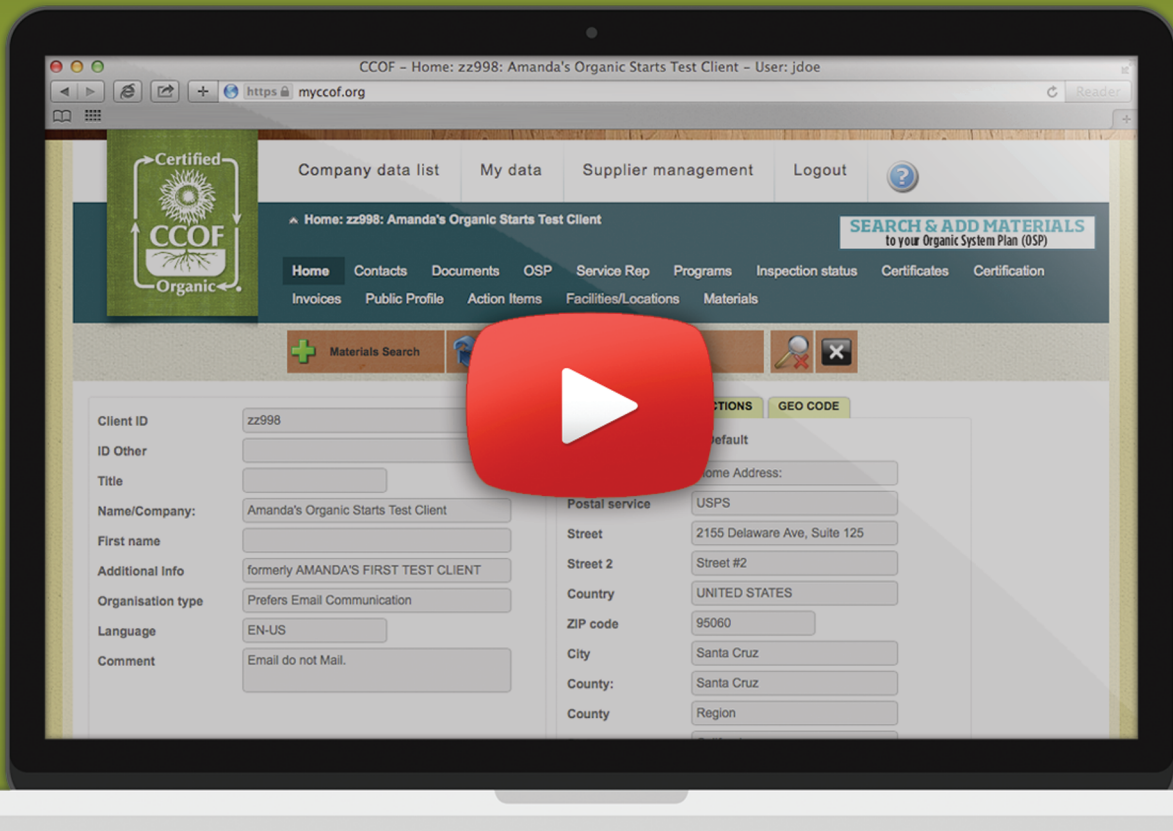 CCOF – Home: zz998: Amanda's Organic Starts Test Client – User: jdoe
https myccof.org
Reader
Certified
CCOF
Organic
Company data list My data Supplier management Logout ?
Home: zz998: Amanda's Organic Starts Test Client
SEARCH & ADD MATERIALS
to your Organic System Plan (OSP)
Home Contacts Documents OSP Service Rep Programs Inspection status Certificates Certification
Invoices Public Profile Action Items Facilities/Locations Materials
Materials Search
GEO CODE
Client ID zz998
ID Other
Title
Name/Company: Amanda's Organic Starts Test Client
First name
Additional Info formerly AMANDA'S FIRST TEST CLIENT
Organisation type Prefers Email Communication
Language EN-US
Comment Email do not Mail.
Address:
Postal service USPS
Street 2155 Delaware Ave, Suite 125
Street 2 Street #2
Country UNITED STATES
ZIP code 95060
City Santa Cruz
County: Santa Cruz
County Region